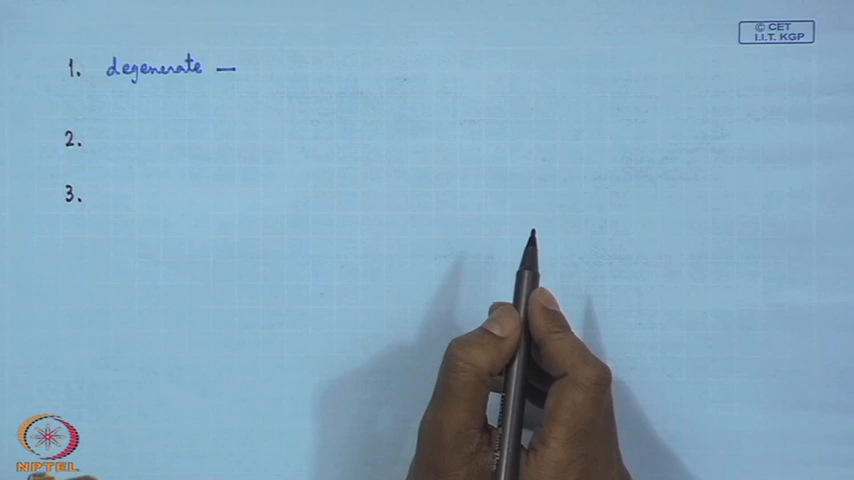 © CET
I.I.T. KGP
1. degenerate —
2.
3.
NPTEL